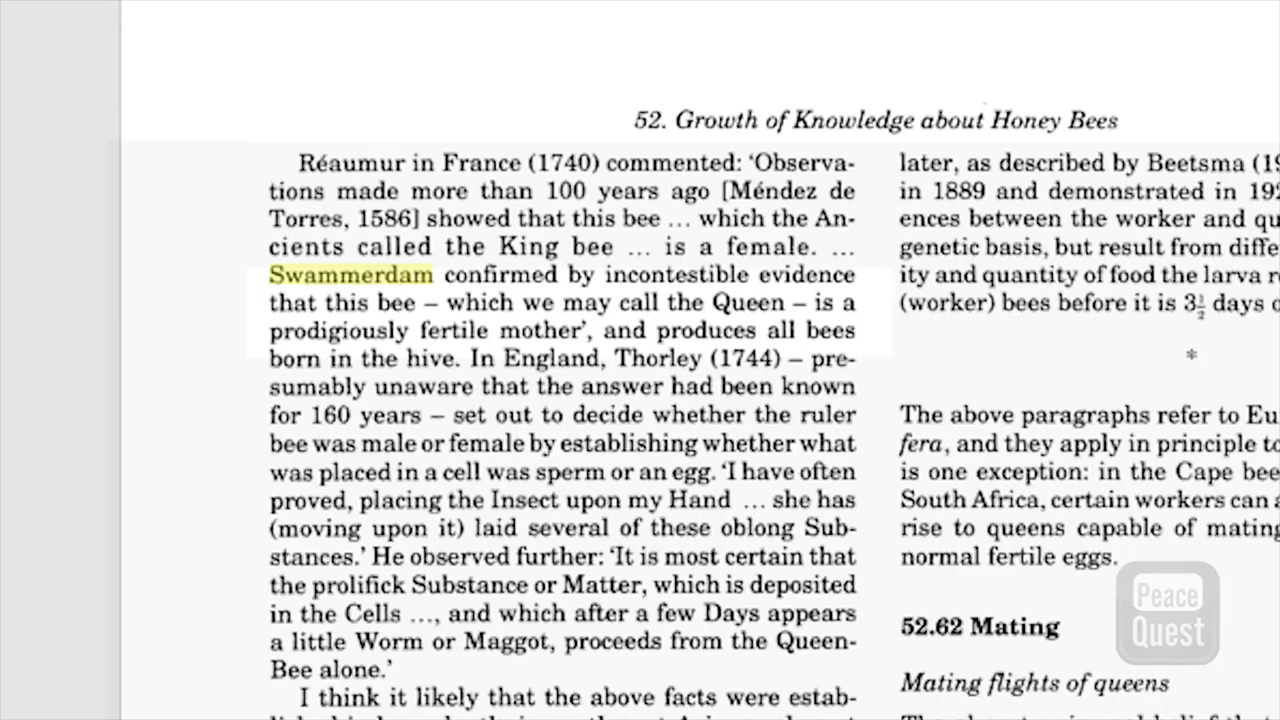 52. Growth of Knowledge about Honey Bees
Réaumur in France (1740) commented: ‘Observa-
tions made more than 100 years ago [Méndez de
Torres, 1586] showed that this bee ... which the An-
cients called the King bee ... is a female. ...
Swammerdam confirmed by incontestible evidence
that this bee – which we may call the Queen – is a
prodigiously fertile mother’, and produces all bees
born in the hive. In England, Thorley (1744) – pre-
sumably unaware that the answer had been known
for 160 years – set out to decide whether the ruler
bee was male or female by establishing whether what
was placed in a cell was sperm or an egg. ‘I have often
proved, placing the Insect upon my Hand ... she has
(moving upon it) laid several of these oblong Sub-
stances.’ He observed further: ‘It is most certain that
the prolifick Substance or Matter, which is deposited
in the Cells ..., and which after a few Days appears
a little Worm or Maggot, proceeds from the Queen-
Bee alone.’
I think it likely that the above facts were estab-
later, as described by Beetsma (19
in 1889 and demonstrated in 192
ences between the worker and qu
genetic basis, but result from diffe
ity and quantity of food the larva r
(worker) bees before it is 3½ days o
*
The above paragraphs refer to Eu
fera, and they apply in principle to
is one exception: in the Cape bee
South Africa, certain workers can a
rise to queens capable of mating
normal fertile eggs.
52.62 Mating
Mating flights of queens
Peace
Quest